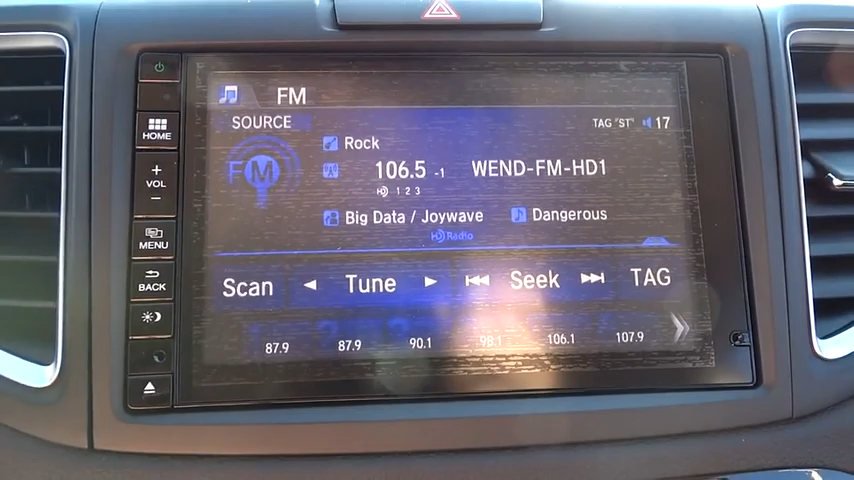 FM
SOURCE
TAG "ST" 17
HOME
Rock
FM
106.5 -1
WEND-FM-HD1
HD 1 2 3
+
VOL
−
Big Data / Joywave
Dangerous
HD Radio
MENU
BACK
Scan
Tune
Seek
TAG
87.9
87.9
90.1
98.1
106.1
107.9